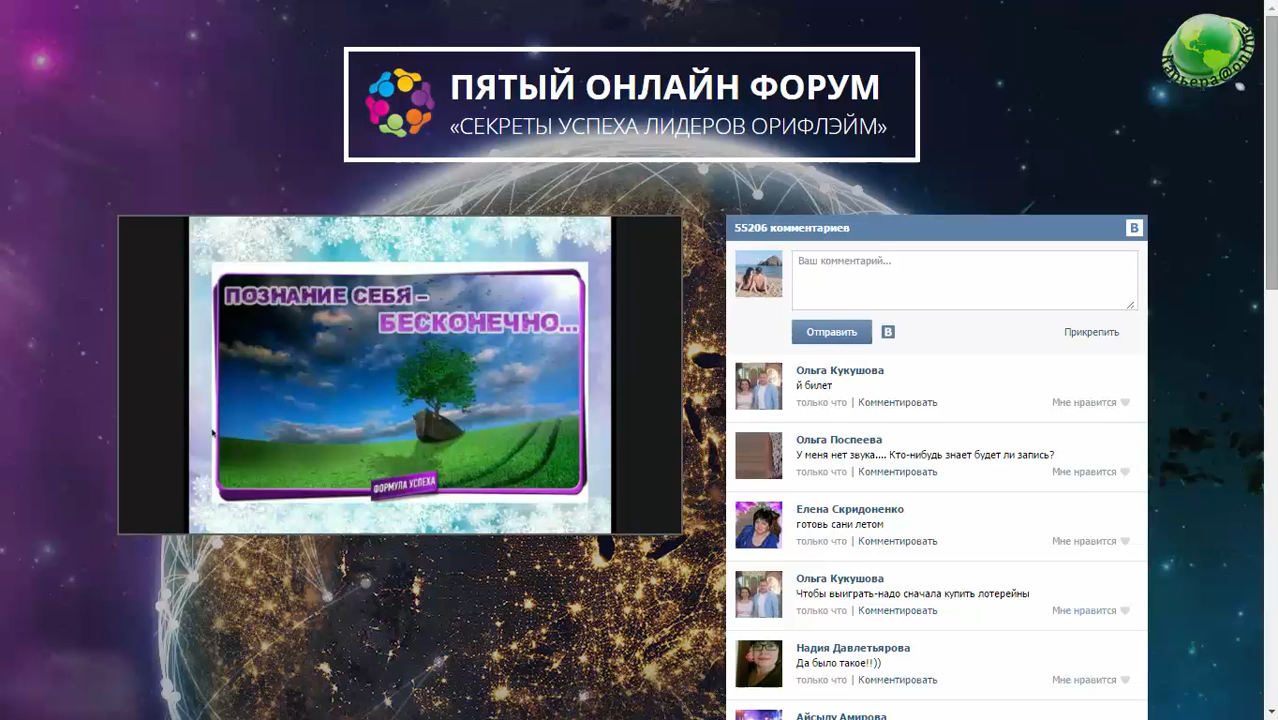 Карьера@online
ПЯТЫЙ ОНЛАЙН ФОРУМ
«СЕКРЕТЫ УСПЕХА ЛИДЕРОВ ОРИФЛЭЙМ»
ПОЗНАНИЕ СЕБЯ –
БЕСКОНЕЧНО...
ФОРМУЛА УСПЕХА
55206 комментариев
В
Ваш комментарий...
Отправить В Прикрепить
Ольга Кукушова
й билет
только что | Комментировать Мне нравится
Ольга Поспеева
У меня нет звука.... Кто-нибудь знает будет ли запись?
только что | Комментировать Мне нравится
Елена Скридоненко
готовь сани летом
только что | Комментировать Мне нравится
Ольга Кукушова
Чтобы выиграть-надо сначала купить лотерейны
только что | Комментировать Мне нравится
Надия Давлетьярова
Да было такое!!))
только что | Комментировать Мне нравится
Айсылу Амирова